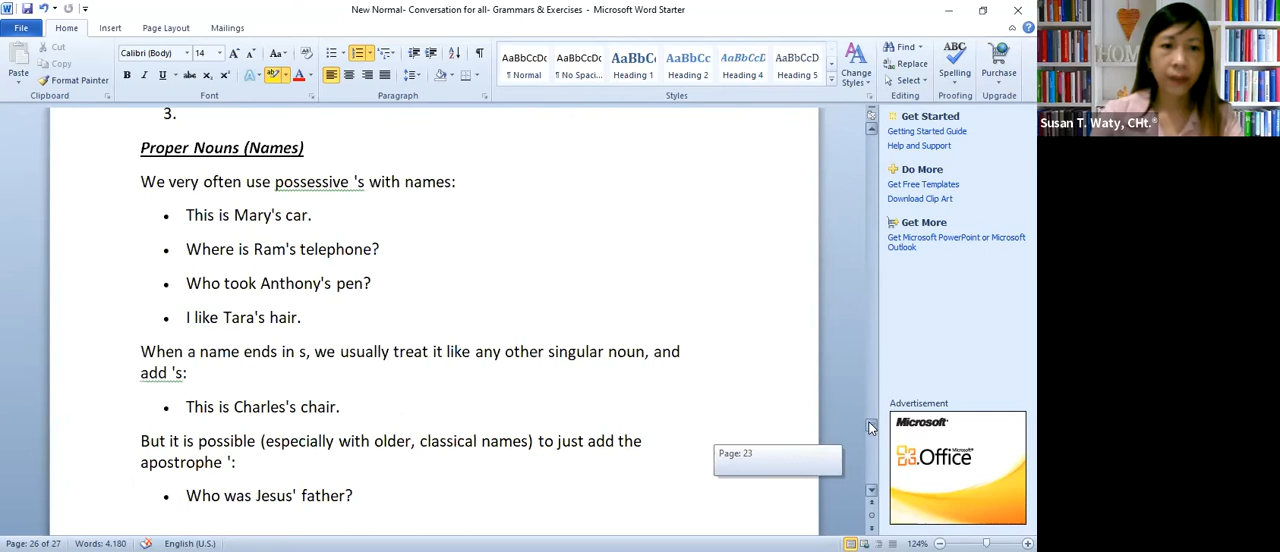 New Normal- Conversation for all- Grammars & Exercises - Microsoft Word Starter
File Home Insert Page Layout Mailings
Paste
Cut
Copy
Format Painter
Clipboard
Calibri (Body) 14
Font
Paragraph
AaBbCcDc AaBbCcDc AaBbC AaBbCc AaBbCcD AaBbCcDc
¶ Normal ¶ No Spaci... Heading 1 Heading 2 Heading 4 Heading 5
Styles
Change Styles
Find
Replace
Select
Editing
ABC
Spelling
Proofing
Purchase
Upgrade
3.
Proper Nouns (Names)
We very often use possessive 's with names:
• This is Mary's car.
• Where is Ram's telephone?
• Who took Anthony's pen?
• I like Tara's hair.
When a name ends in s, we usually treat it like any other singular noun, and
add 's:
• This is Charles's chair.
But it is possible (especially with older, classical names) to just add the
apostrophe ':
• Who was Jesus' father?
Page: 23
Get Started
Getting Started Guide
Help and Support
Do More
Get Free Templates
Download Clip Art
Get More
Get Microsoft PowerPoint or Microsoft
Outlook
Advertisement
Microsoft
Office
HOM
Susan T. Waty, CHt.®
Page: 26 of 27 Words: 4.180 English (U.S.) 124%